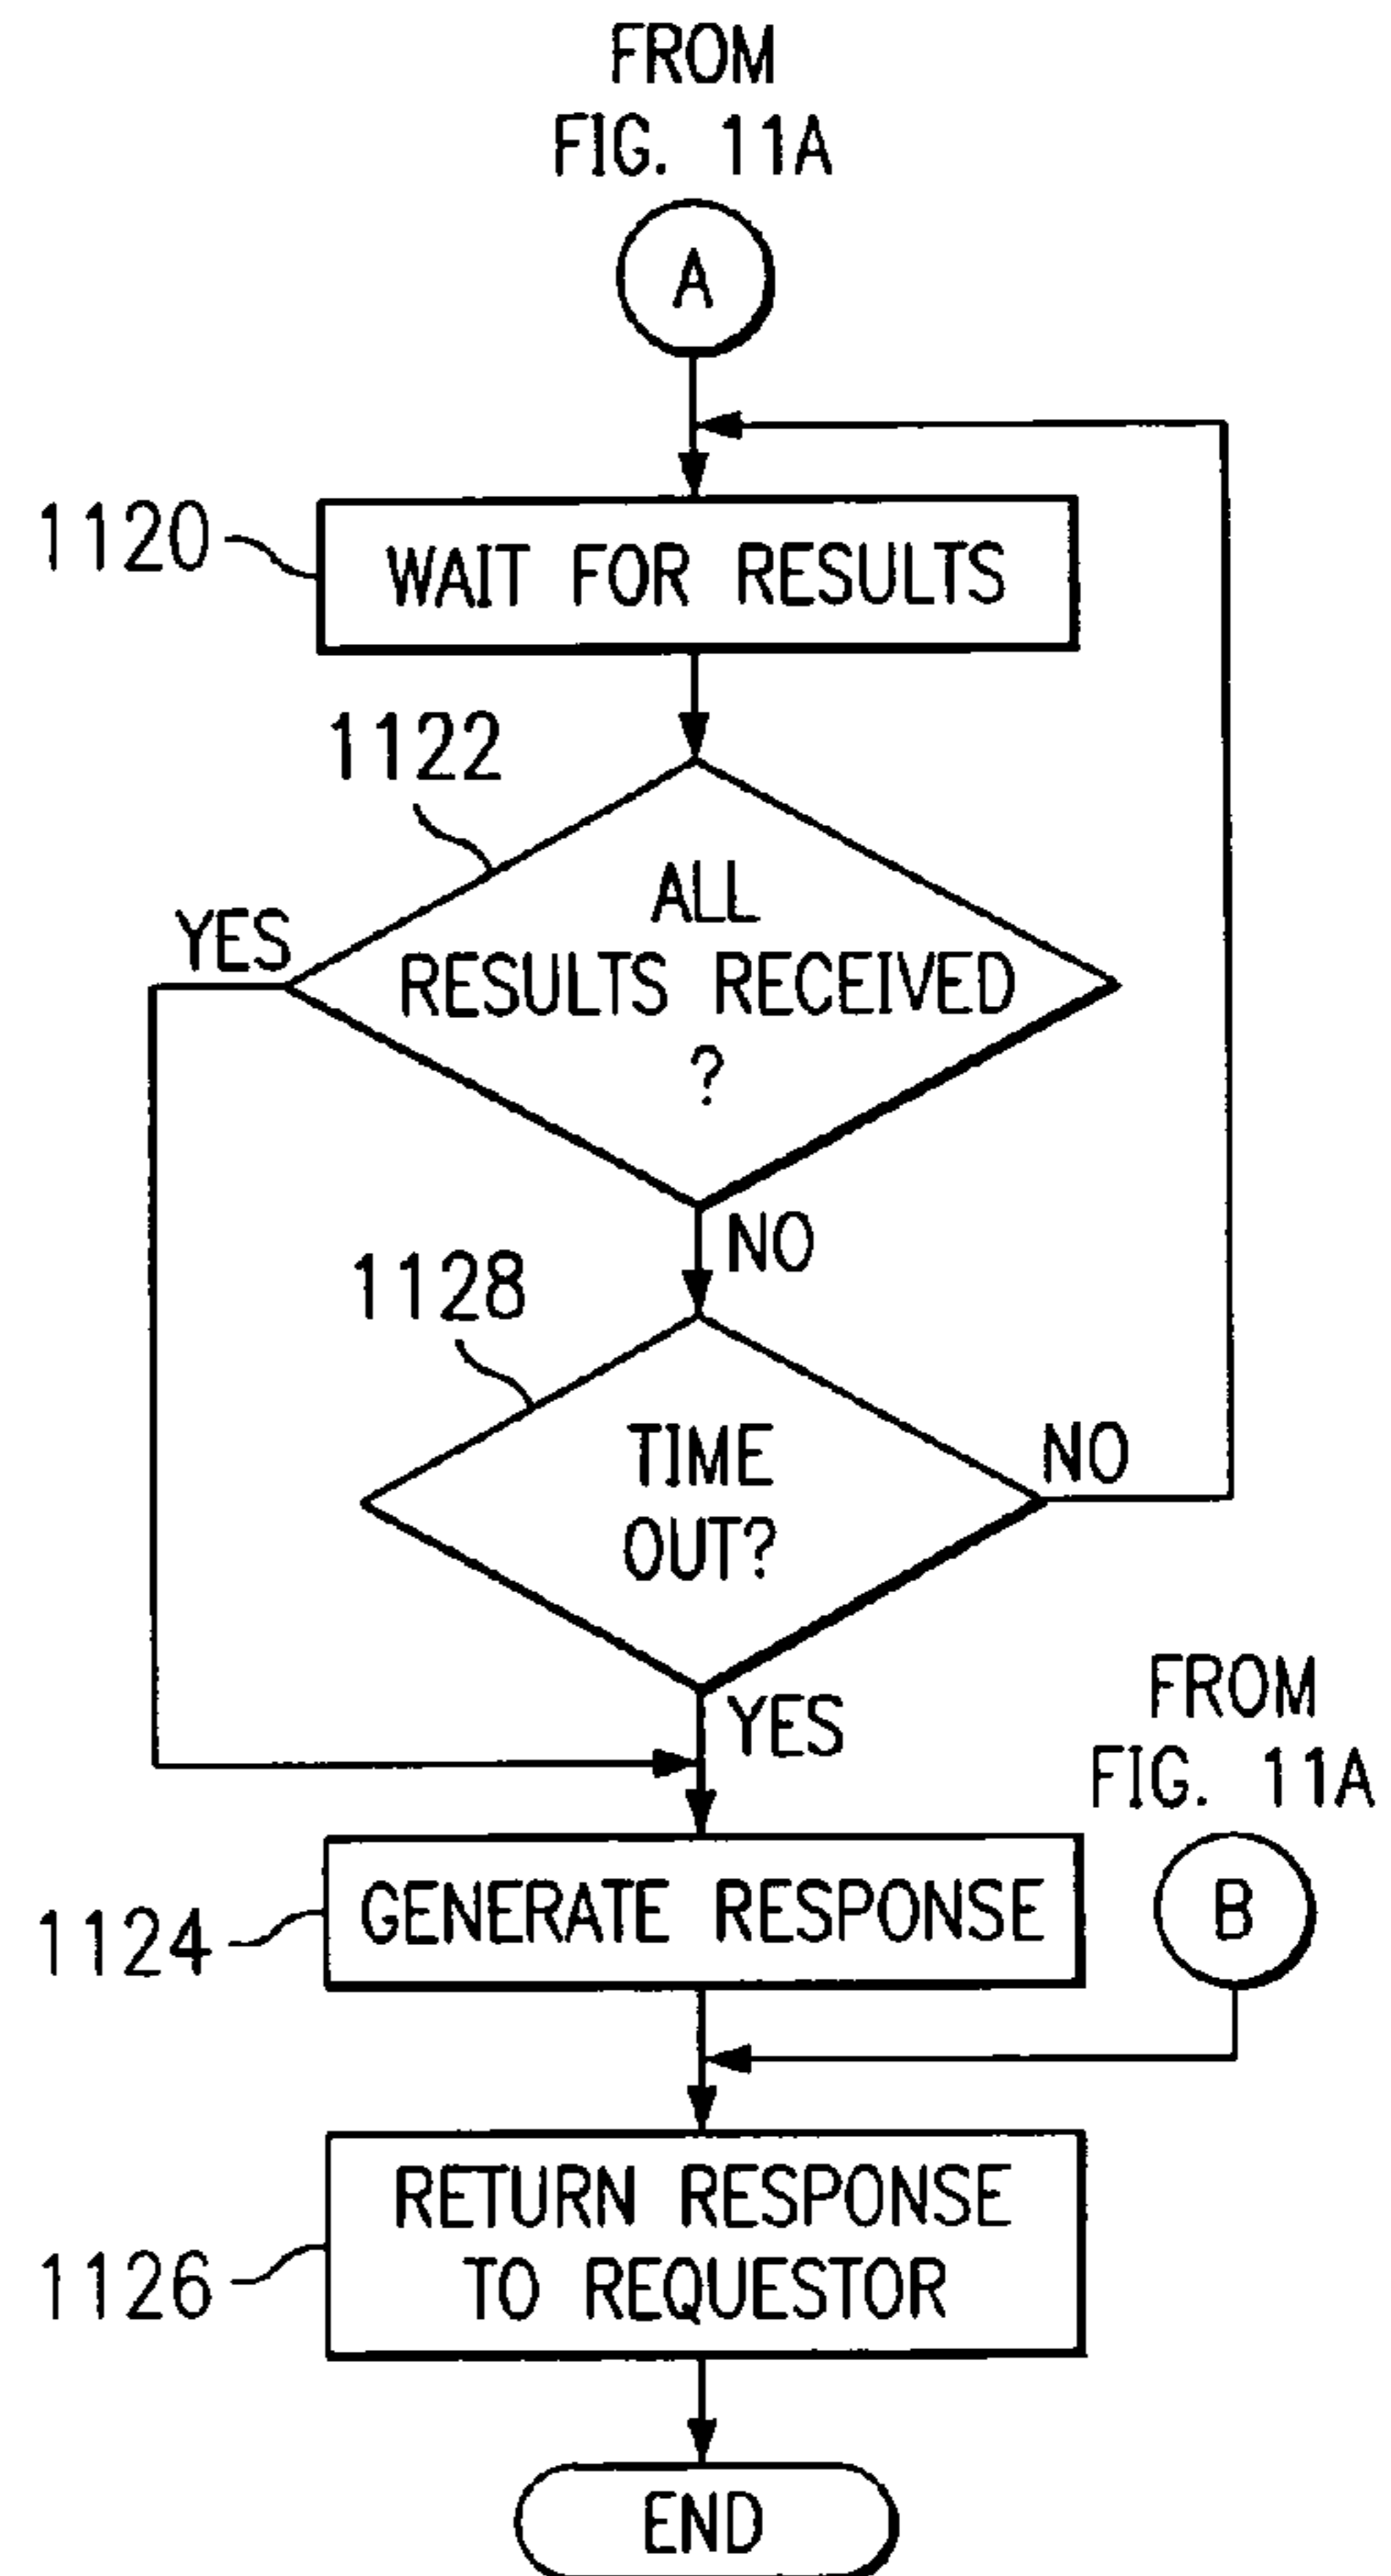 FROM
FIG. 11A
A
1120
WAIT FOR RESULTS
1122
ALL
YES
RESULTS RECEIVED
?
NO
1128
TIME
NO
OUT?
YES
FROM
FIG. 11A
1124
GENERATE RESPONSE
B
RETURN RESPONSE
1126
TO REQUESTOR
END